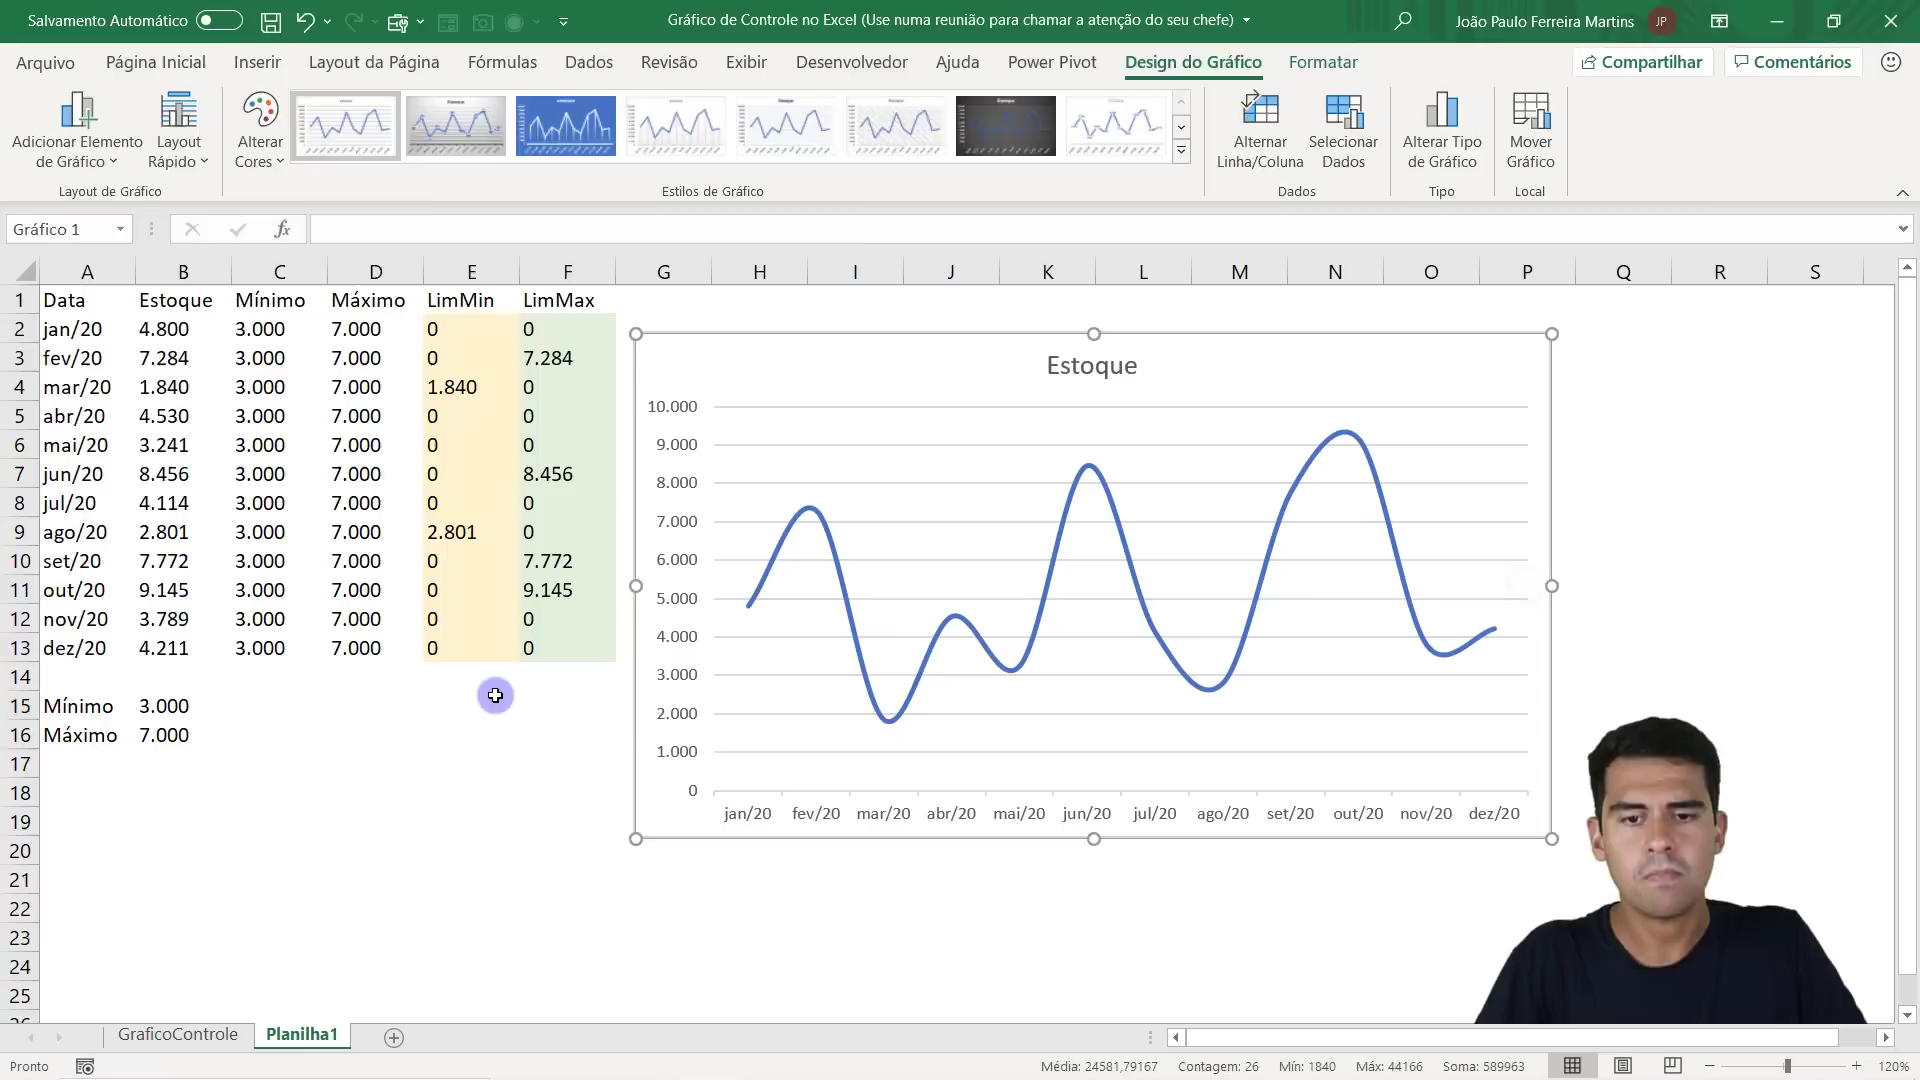 Salvamento Automático
Gráfico de Controle no Excel (Use numa reunião para chamar a atenção do seu chefe)
João Paulo Ferreira Martins JP
Arquivo Página Inicial Inserir Layout da Página Fórmulas Dados Revisão Exibir Desenvolvedor Ajuda Power Pivot Design do Gráfico Formatar Compartilhar Comentários
Adicionar Elemento de Gráfico
Layout Rápido
Alterar Cores
Alternar Linha/Coluna
Selecionar Dados
Alterar Tipo de Gráfico
Mover Gráfico
Layout de Gráfico Estilos de Gráfico Dados Tipo Local
Gráfico 1 fx
A B C D E F G H I J K L M N O P Q R S
1 Data Estoque Mínimo Máximo LimMin LimMax
2 jan/20 4.800 3.000 7.000 0 0
3 fev/20 7.284 3.000 7.000 0 7.284
4 mar/20 1.840 3.000 7.000 1.840 0
5 abr/20 4.530 3.000 7.000 0 0
6 mai/20 3.241 3.000 7.000 0 0
7 jun/20 8.456 3.000 7.000 0 8.456
8 jul/20 4.114 3.000 7.000 0 0
9 ago/20 2.801 3.000 7.000 2.801 0
10 set/20 7.772 3.000 7.000 0 7.772
11 out/20 9.145 3.000 7.000 0 9.145
12 nov/20 3.789 3.000 7.000 0 0
13 dez/20 4.211 3.000 7.000 0 0
14
15 Mínimo 3.000
16 Máximo 7.000
17
18
19
20
21
22
23
24
25
Estoque
10.000
9.000
8.000
7.000
6.000
5.000
4.000
3.000
2.000
1.000
0
jan/20 fev/20 mar/20 abr/20 mai/20 jun/20 jul/20 ago/20 set/20 out/20 nov/20 dez/20
GraficoControle Planilha1
Pronto
Média: 24581,79167 Contagem: 26 Mín: 1840 Máx: 44166 Soma: 589963 120%